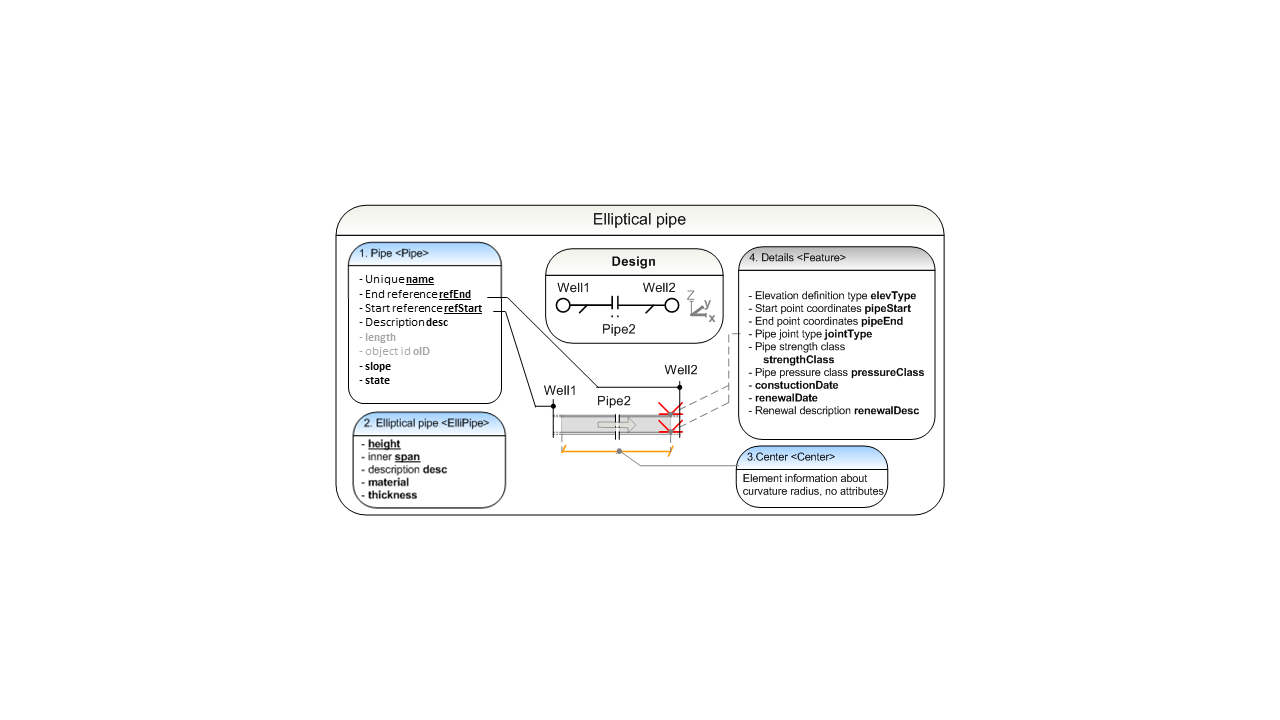 Elliptical pipe
1. Pipe <Pipe>
- Unique name
- End reference refEnd
- Start reference refStart
- Description desc
- length
- object id oID
- slope
- state
2. Elliptical pipe <ElliPipe>
- height
- inner span
- description desc
- material
- thickness
Design
Well1
Well2
Pipe2
Z
y
x
Well1
Pipe2
Well2
4. Details <Feature>
- Elevation definition type elevType
- Start point coordinates pipeStart
- End point coordinates pipeEnd
- Pipe joint type jointType
- Pipe strength class
strengthClass
- Pipe pressure class pressureClass
- constuctionDate
- renewalDate
- Renewal description renewalDesc
3.Center <Center>
Element information about
curvature radius, no attributes